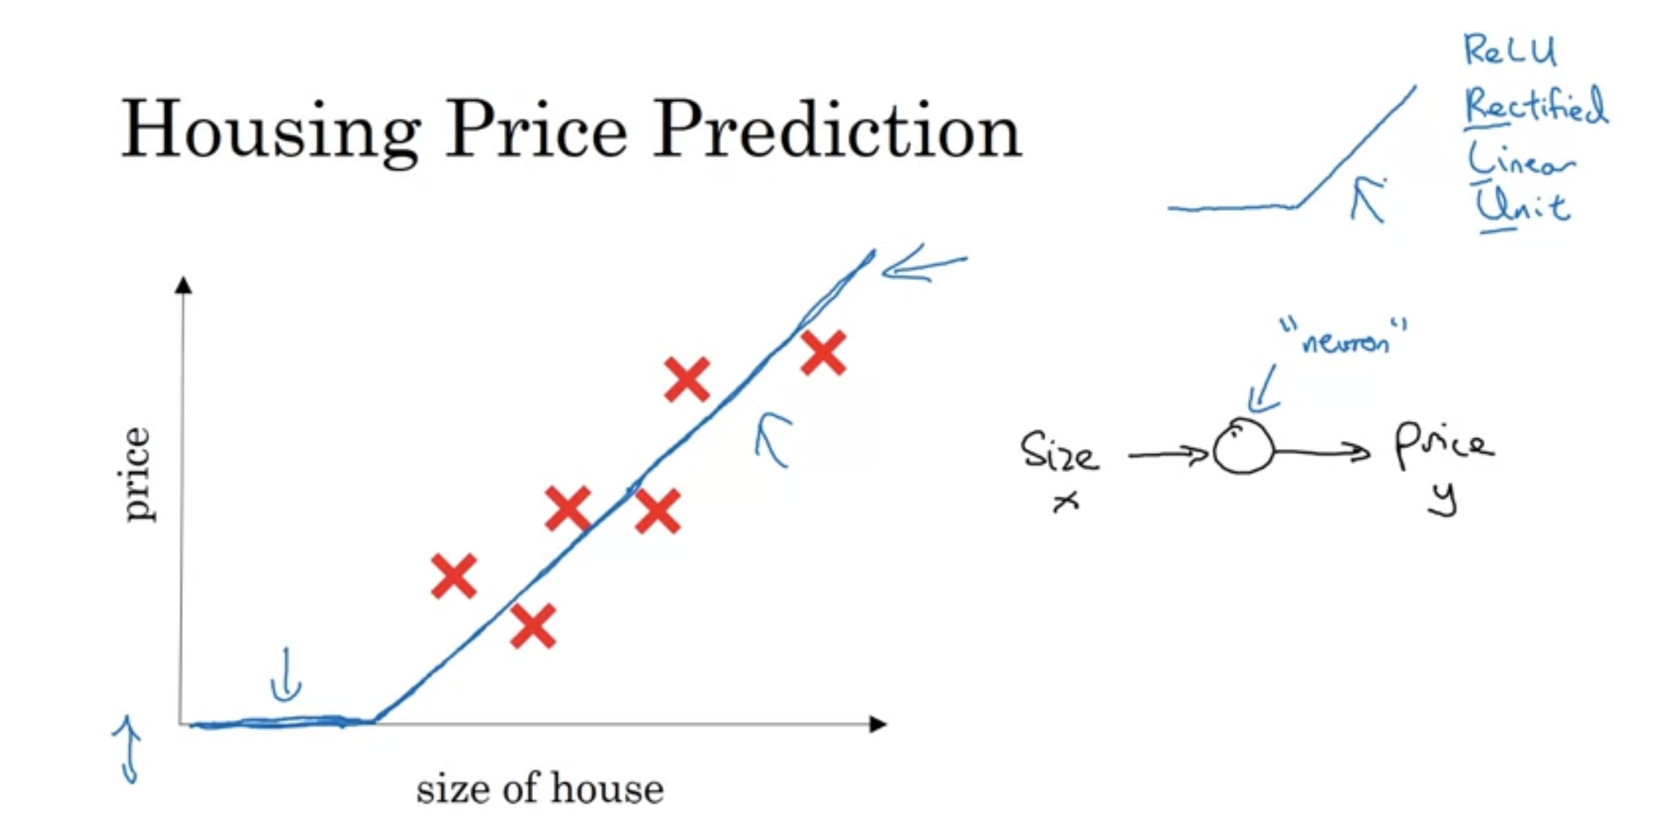 Housing Price Prediction
ReLU
Rectified
Linear
Unit
price
size of house
"neuron"
Size
x
Price
y